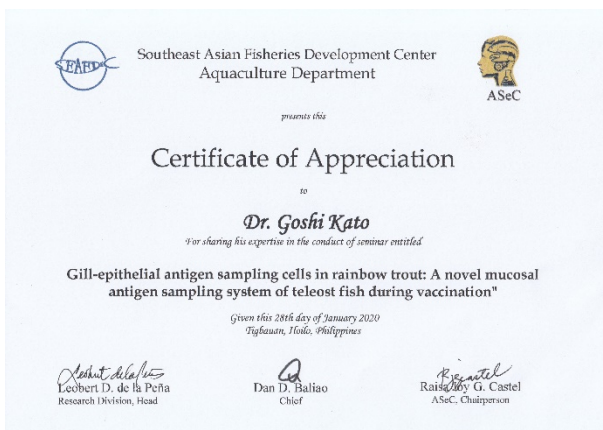 SEAFDEC
Southeast Asian Fisheries Development Center
Aquaculture Department
ASeC
presents this
Certificate of Appreciation
to
Dr. Goshi Kato
For sharing his expertise in the conduct of seminar entitled
Gill-epithelial antigen sampling cells in rainbow trout: A novel mucosal
antigen sampling system of teleost fish during vaccination"
Given this 28th day of January 2020
Tigbauan, Iloilo, Philippines
Leobert D. de la Peña
Research Division, Head
Dan D. Baliao
Chief
Raisa Joy G. Castel
ASeC, Chairperson